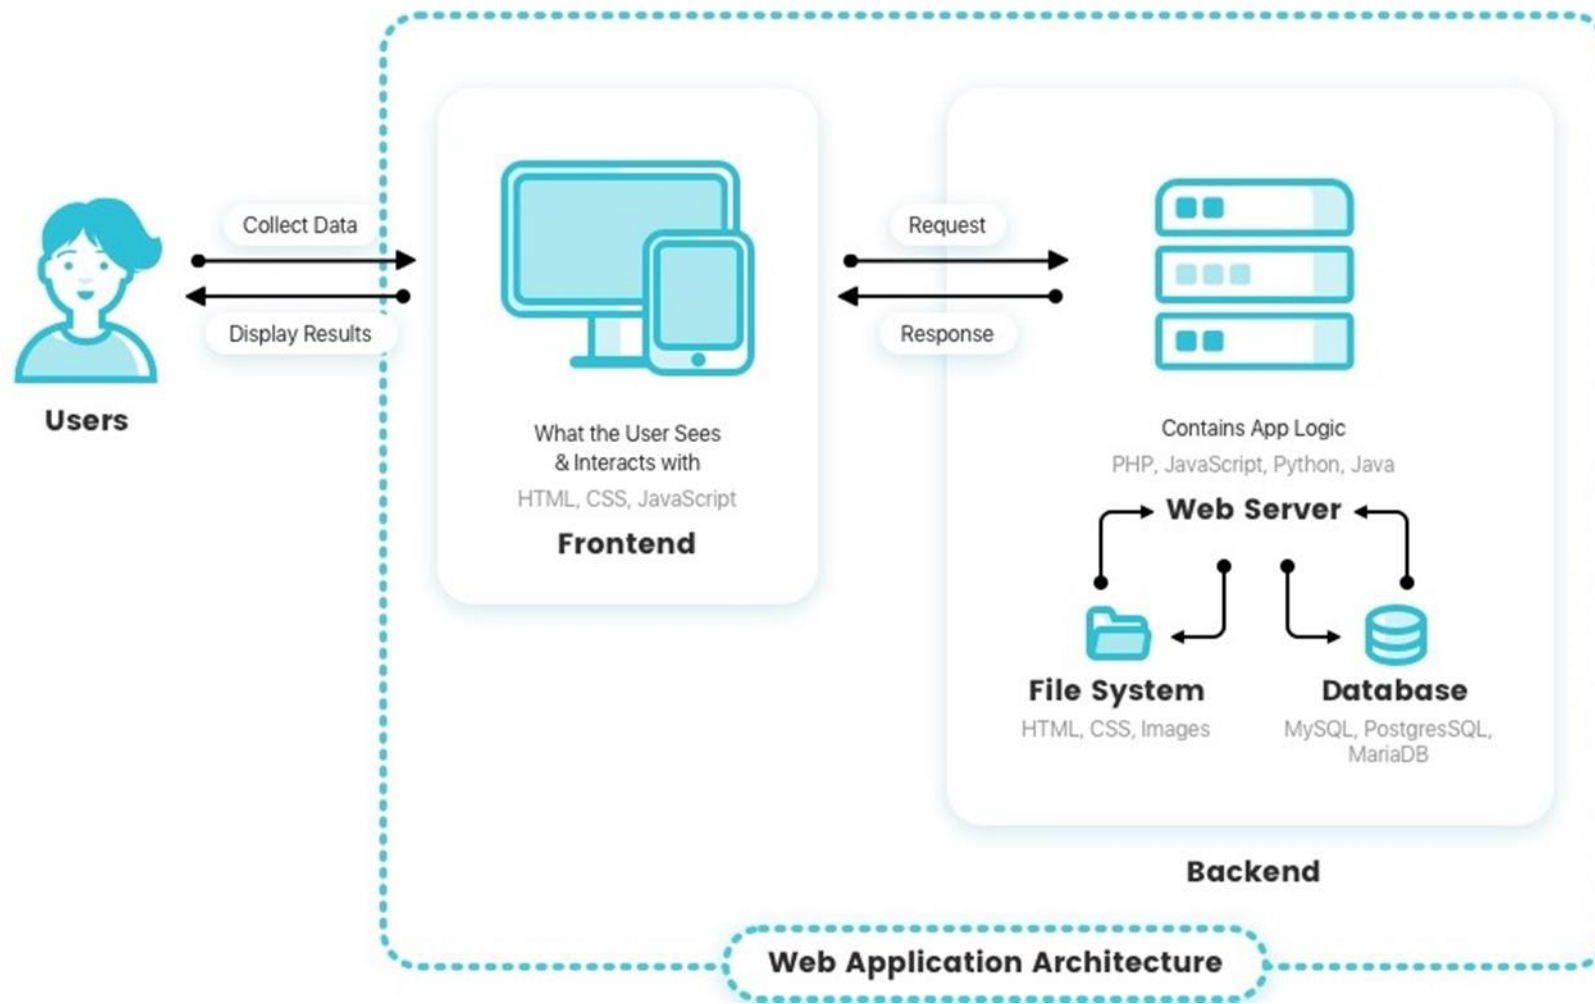 Collect Data
Display Results
Users
What the User Sees
& Interacts with
HTML, CSS, JavaScript
Frontend
Request
Response
Contains App Logic
PHP, JavaScript, Python, Java
Web Server
File System
HTML, CSS, Images
Database
MySQL, PostgresSQL,
MariaDB
Backend
Web Application Architecture